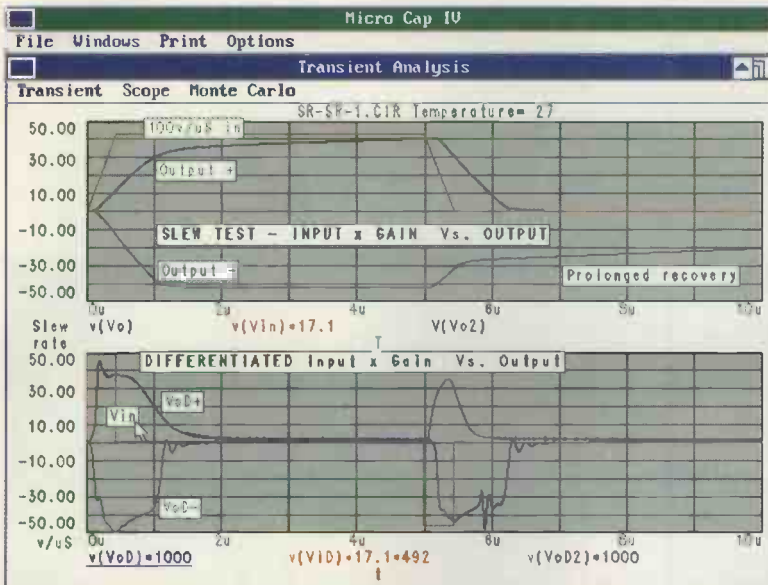 Micro Cap IV
File Windows Print Options
Transient Analysis
Transient Scope Monte Carlo
SR-SR-1.CIR Temperature= 27
50.00
100v/uS in
30.00
Output +
10.00
-10.00
SLEW TEST - INPUT x GAIN Vs. OUTPUT
-30.00
Output -
Prolonged recovery
-50.00
0u 2u 4u 6u 8u 10u
Slew rate
v(Vo) v(Vin)*17.1 V(Vo2)
T
50.00
DIFFERENTIATED Input x Gain Vs. Output
30.00
VoD+
Vin
10.00
-10.00
-30.00
VoD-
-50.00
v/uS
0u 2u 4u 6u 8u 10u
v(VoD)*1000 v(ViD)*17.1*492 v(VoD2)*1000
t